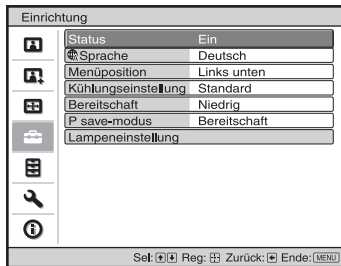 Einrichtung
Status Ein
Sprache Deutsch
Menüposition Links unten
Kühlungseinstellung Standard
Bereitschaft Niedrig
P save-modus Bereitschaft
Lampeneinstellung
Sel: Reg: Zurück: Ende: MENU